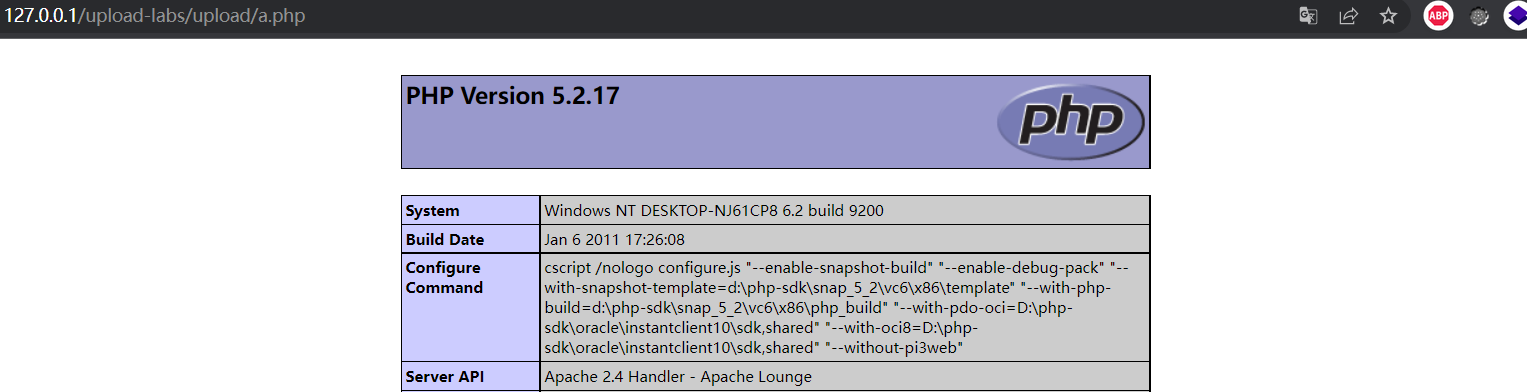 127.0.0.1/upload-labs/upload/a.php
ABP
PHP Version 5.2.17
php
System
Windows NT DESKTOP-NJ61CP8 6.2 build 9200
Build Date
Jan 6 2011 17:26:08
Configure
Command
cscript /nologo configure.js "--enable-snapshot-build" "--enable-debug-pack" "--
with-snapshot-template=d:\php-sdk\snap_5_2\vc6\x86\template" "--with-php-
build=d:\php-sdk\snap_5_2\vc6\x86\php_build" "--with-pdo-oci=D:\php-
sdk\oracle\instantclient10\sdk,shared" "--with-oci8=D:\php-
sdk\oracle\instantclient10\sdk,shared" "--without-pi3web"
Server API
Apache 2.4 Handler - Apache Lounge